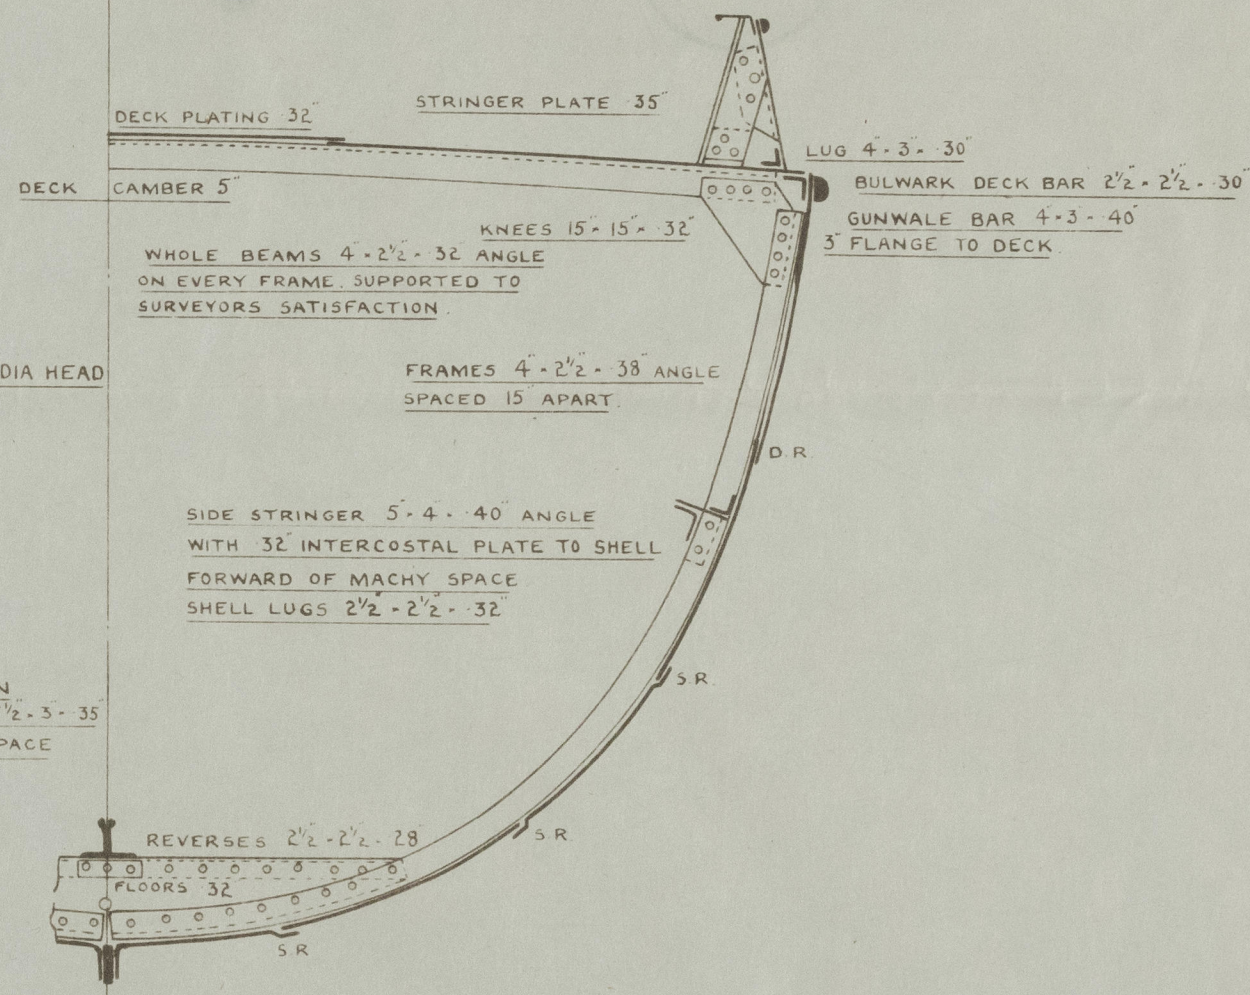 STRINGER PLATE ·35"
DECK PLATING ·32"
LUG 4" × 3" × ·30"
DECK CAMBER 5"
BULWARK DECK BAR 2½" × 2½" × ·30"
GUNWALE BAR 4" × 3" × ·40"
3" FLANGE TO DECK.
KNEES 15" × 15" × ·32"
WHOLE BEAMS 4" × 2½" × ·32" ANGLE
ON EVERY FRAME. SUPPORTED TO
SURVEYORS SATISFACTION.
DIA HEAD
FRAMES 4" × 2½" × ·38" ANGLE
SPACED 15" APART.
D.R.
SIDE STRINGER 5" × 4" × ·40" ANGLE
WITH ·32" INTERCOSTAL PLATE TO SHELL
FORWARD OF MACHY SPACE
SHELL LUGS 2½" × 2½" × ·32"
S.R.
N
½" × 3" × ·35"
PACE
REVERSES 2½" × 2½" × ·28"
S.R.
FLOORS ·32"
S.R.